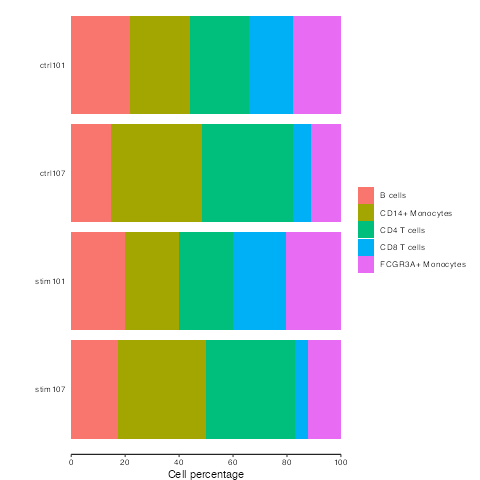 ctrl101
ctrl107
stim101
stim107
B cells
CD14+ Monocytes
CD4 T cells
CD8 T cells
FCGR3A+ Monocytes
0 20 40 60 80 100
Cell percentage